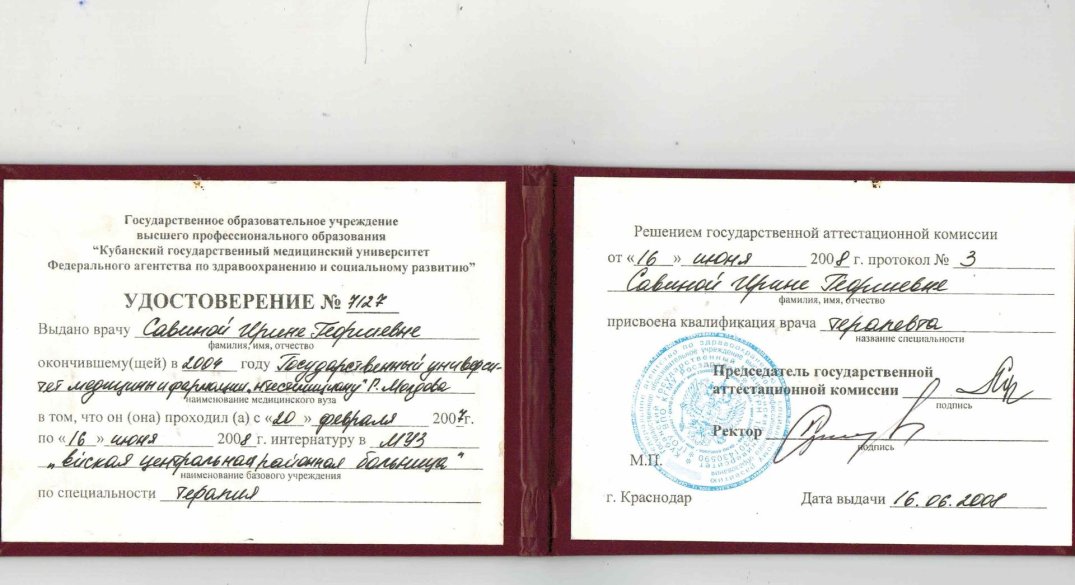 Государственное образовательное учреждение
высшего профессионального образования
“Кубанский государственный медицинский университет
Федерального агентства по здравоохранению и социальному развитию”
УДОСТОВЕРЕНИЕ № 7127
Выдано врачу Савиной Ирине
фамилия, имя, отчество
окончившему(щей) в 2004 году Государственный универси-
тет медицины и фармации
наименование медицинского вуза
в том, что он (она) проходил (а) с «20» февраля 2007г.
по «16» июня 2008 г. интернатуру в МУЗ
центральная районная больница"
наименование базового учреждения
по специальности терапия
Решением государственной аттестационной комиссии
от «16» июня 2008 г. протокол № 3
Савиной Ирине
фамилия, имя, отчество
присвоена квалификация врача терапевта
название специальности
Председатель государственной
аттестационной комиссии
подпись
Ректор
подпись
М.П.
г. Краснодар Дата выдачи 16.06.2008